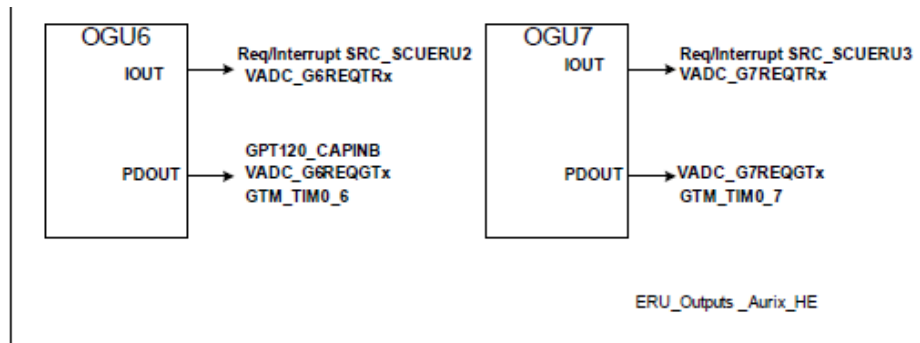 OGU6
IOUT
Req/Interrupt SRC_SCUERU2
VADC_G6REQTRx
PDOUT
GPT120_CAPINB
VADC_G6REQGTx
GTM_TIM0_6
OGU7
IOUT
Req/Interrupt SRC_SCUERU3
VADC_G7REQTRx
PDOUT
VADC_G7REQGTx
GTM_TIM0_7
ERU_Outputs _Aurix_HE